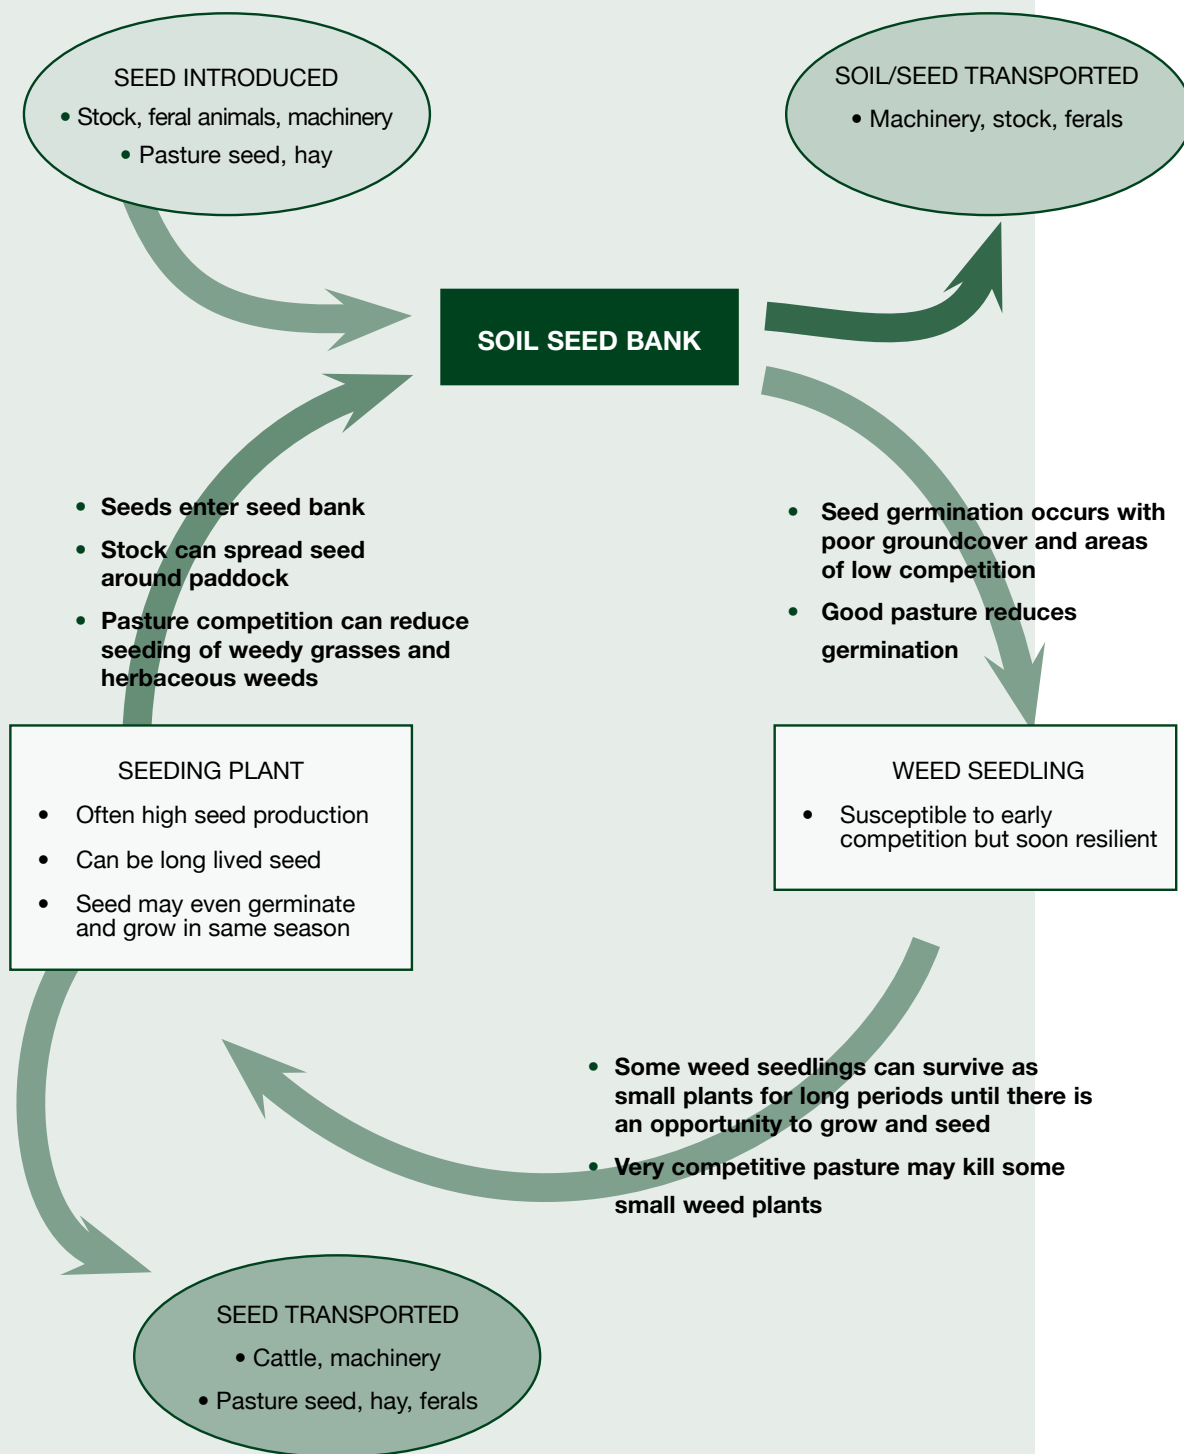 SEED INTRODUCED
• Stock, feral animals, machinery
• Pasture seed, hay
SOIL/SEED TRANSPORTED
• Machinery, stock, ferals
SOIL SEED BANK
• Seeds enter seed bank
• Stock can spread seed
around paddock
• Pasture competition can reduce
seeding of weedy grasses and
herbaceous weeds
• Seed germination occurs with
poor groundcover and areas
of low competition
• Good pasture reduces
germination
SEEDING PLANT
• Often high seed production
• Can be long lived seed
• Seed may even germinate
and grow in same season
WEED SEEDLING
• Susceptible to early
competition but soon resilient
• Some weed seedlings can survive as
small plants for long periods until there is
an opportunity to grow and seed
• Very competitive pasture may kill some
small weed plants
SEED TRANSPORTED
• Cattle, machinery
• Pasture seed, hay, ferals